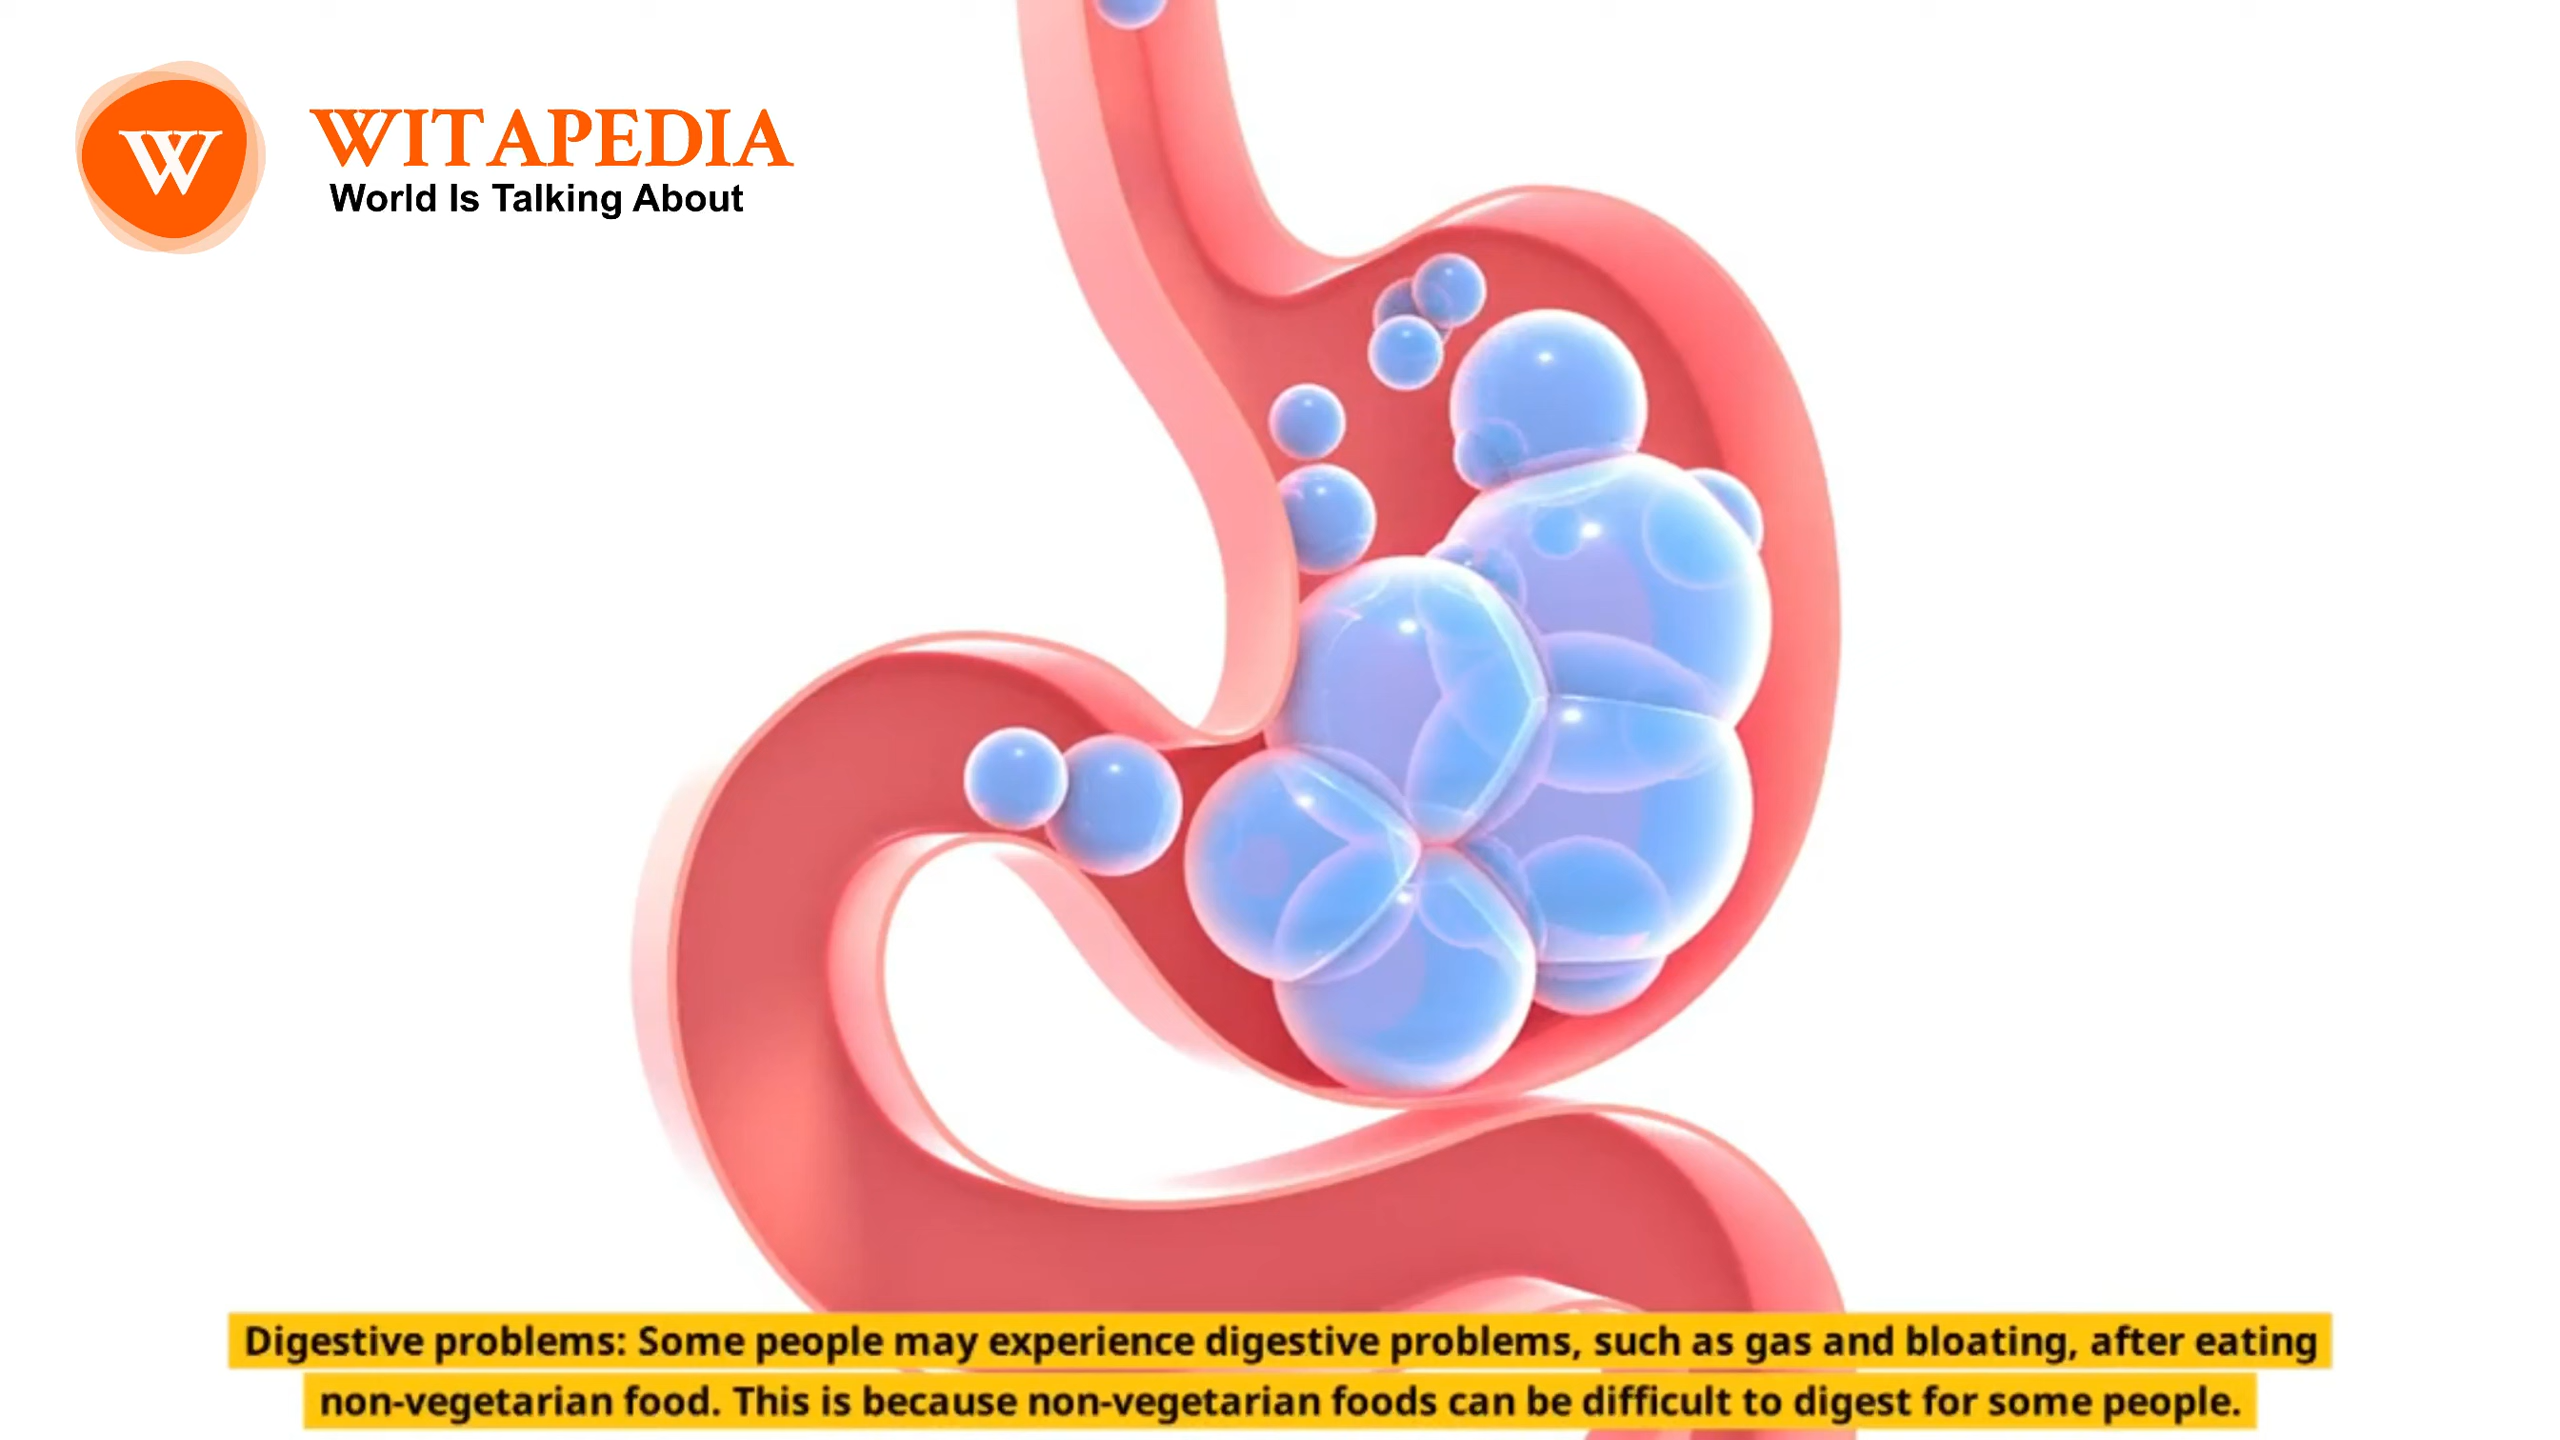 W
WITAPEDIA
World Is Talking About
Digestive problems: Some people may experience digestive problems, such as gas and bloating, after eating
non-vegetarian food. This is because non-vegetarian foods can be difficult to digest for some people.